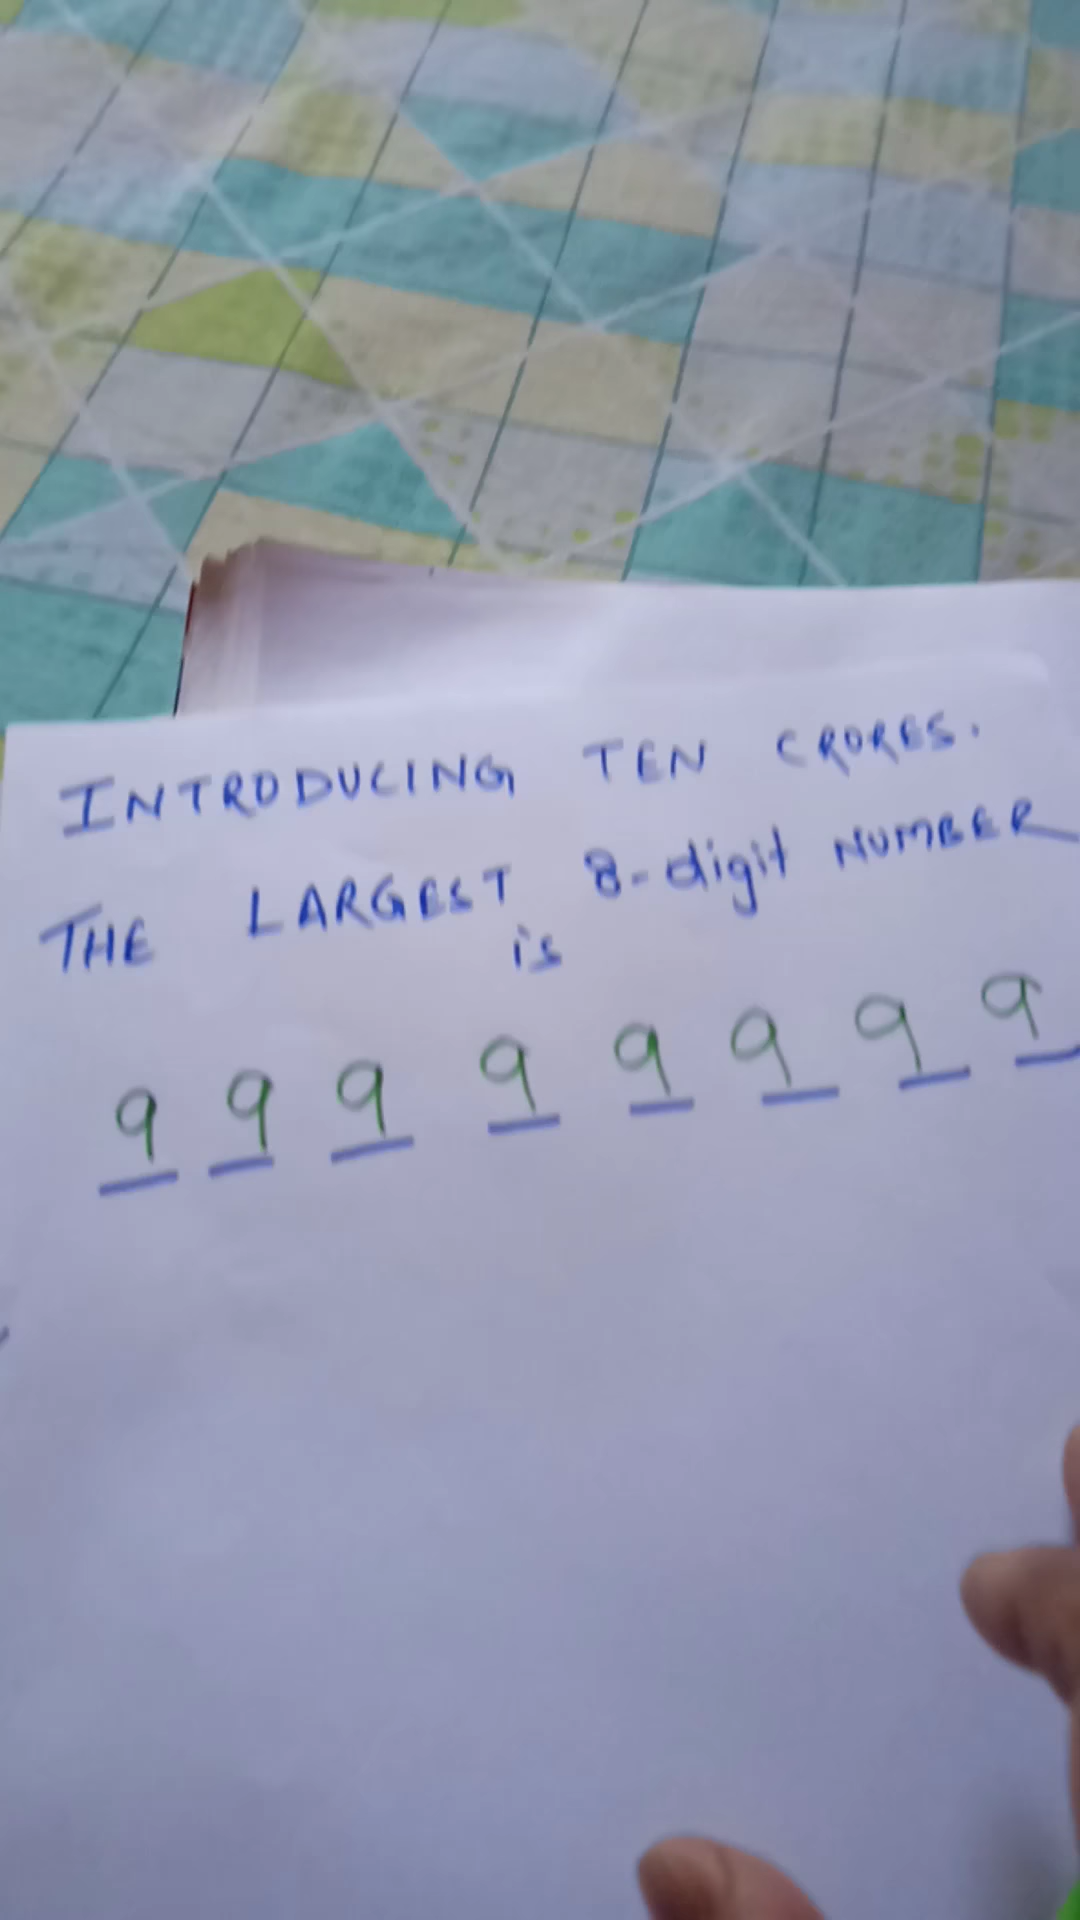 INTRODUCING TEN CRORES.
THE LARGEST 8-digit NUMBER
is
9 9 9 9 9 9 9 9